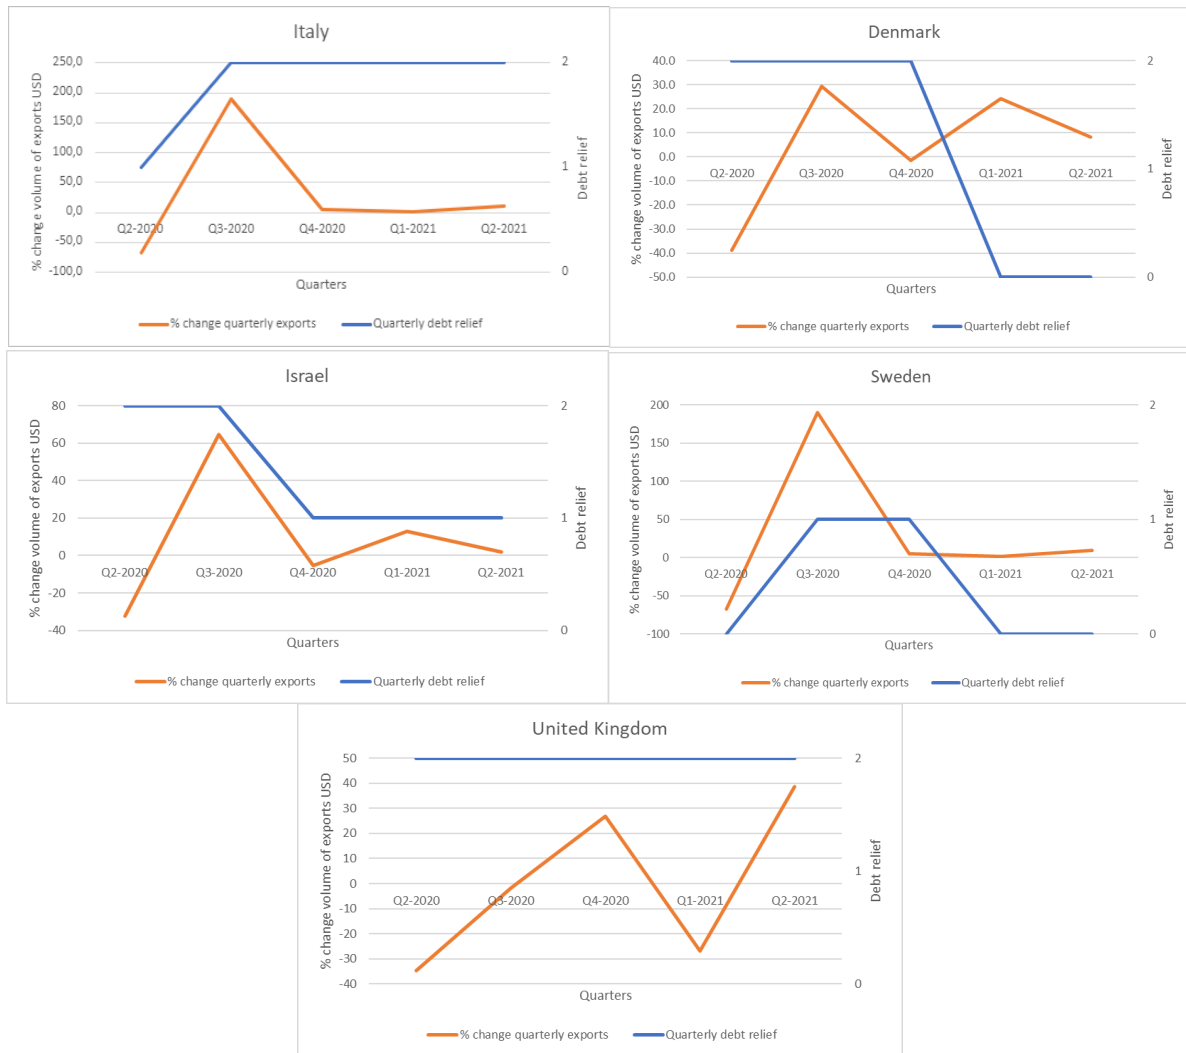 Italy
% change volume of exports USD
250,0
200,0
150,0
100,0
50,0
0,0
-50,0
-100,0
Q2-2020
Q3-2020
Q4-2020
Q1-2021
Q2-2021
2
1
0
Debt relief
Quarters
% change quarterly exports
Quarterly debt relief
Denmark
% change volume of exports USD
40.0
30.0
20.0
10.0
0.0
-10.0
-20.0
-30.0
-40.0
-50.0
Q2-2020
Q3-2020
Q4-2020
Q1-2021
Q2-2021
2
1
0
Debt relief
Quarters
% change quarterly exports
Quarterly debt relief
Israel
% change volume of exports USD
80
60
40
20
0
-20
-40
Q2-2020
Q3-2020
Q4-2020
Q1-2021
Q2-2021
2
1
0
Debt relief
Quarters
% change quarterly exports
Quarterly debt relief
Sweden
% change volume of exports USD
200
150
100
50
0
-50
-100
Q2-2020
Q3-2020
Q4-2020
Q1-2021
Q2-2021
2
1
0
Debt relief
Quarters
% change quarterly exports
Quarterly debt relief
United Kingdom
% change volume of exports USD
50
40
30
20
10
0
-10
-20
-30
-40
Q2-2020
Q3-2020
Q4-2020
Q1-2021
Q2-2021
2
1
0
Debt relief
Quarters
% change quarterly exports
Quarterly debt relief